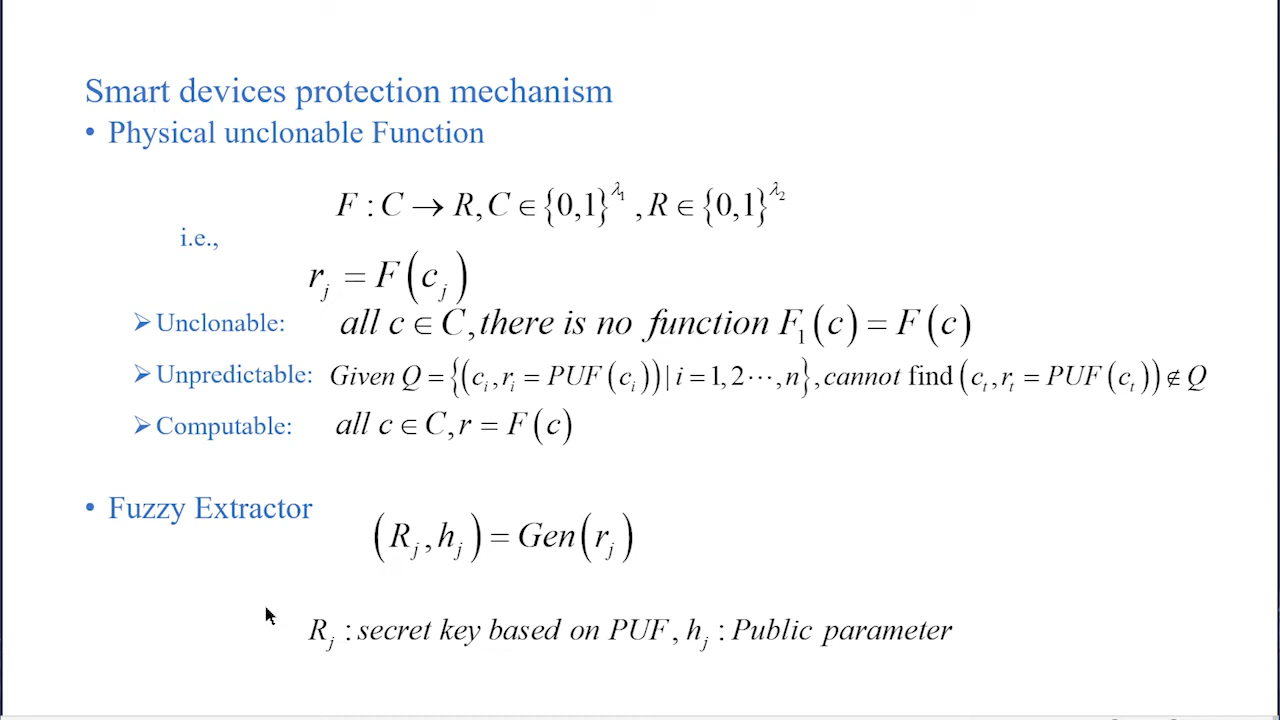 Smart devices protection mechanism
• Physical unclonable Function
F : C → R, C ∈ {0,1}^{λ_1} , R ∈ {0,1}^{λ_2}
i.e.,
r_j = F(c_j)
➢ Unclonable: all c ∈ C, there is no function F_1(c) = F(c)
➢ Unpredictable: Given Q = {(c_i, r_i = PUF(c_i)) | i = 1, 2⋯, n}, cannot find (c_t, r_t = PUF(c_t)) ∉ Q
➢ Computable: all c ∈ C, r = F(c)
• Fuzzy Extractor
(R_j, h_j) = Gen(r_j)
R_j : secret key based on PUF, h_j : Public parameter